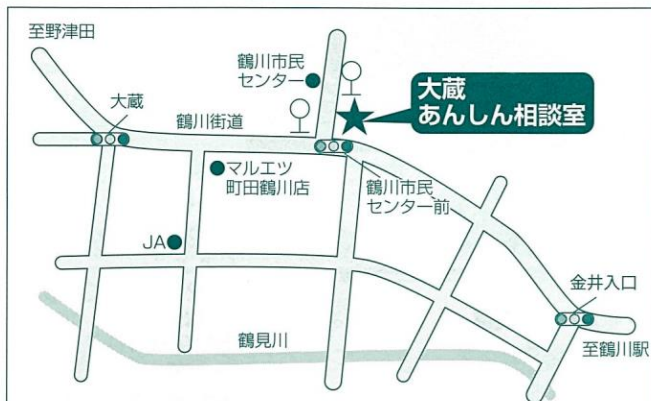 至野津田
大蔵
鶴川街道
鶴川市民
センター
大蔵
あんしん相談室
マルエツ
町田鶴川店
鶴川市民
センター前
JA
金井入口
鶴見川
至鶴川駅